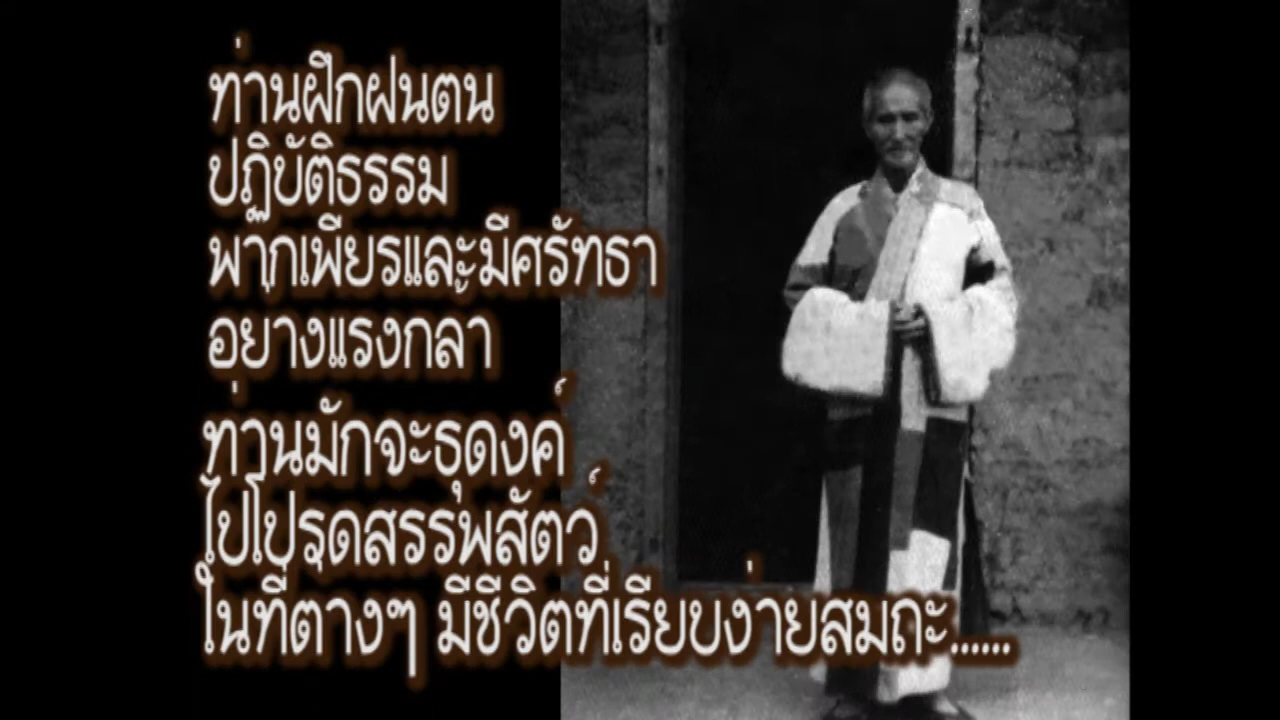 ท่านฝึกฝนตน
ปฏิบัติธรรม
พากเพียรและมีศรัทธา
อย่างแรงกล้า
ท่านมักจะธุดงค์
ไปโปรดสรรพสัตว์
ในที่ต่างๆ มีชีวิตที่เรียบง่ายสมถะ......